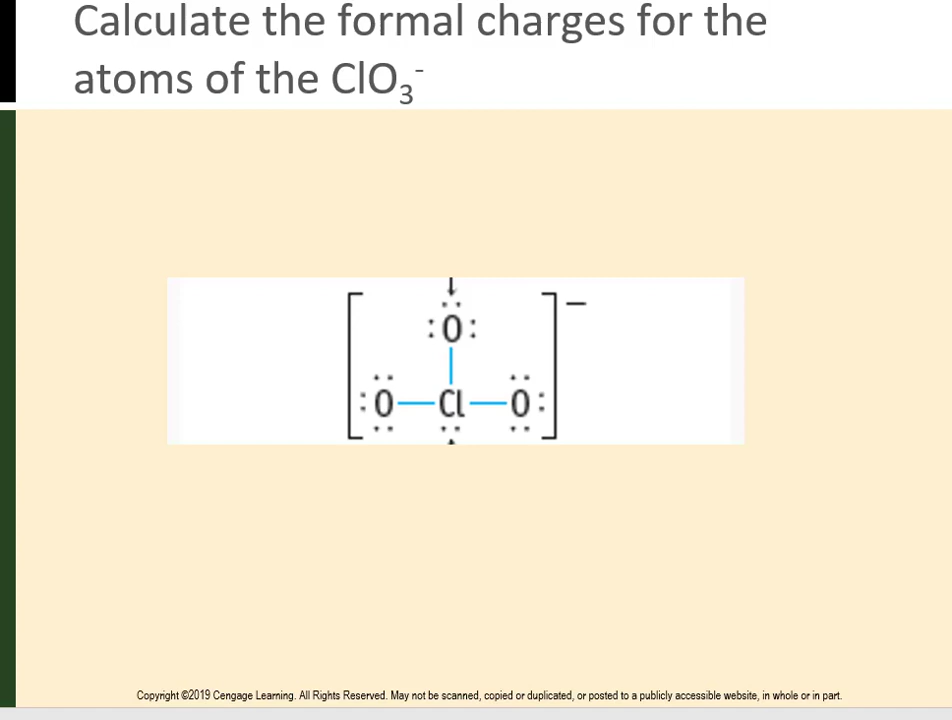 Calculate the formal charges for the
atoms of the ClO₃⁻
:O:
:O—Cl—O:
−
Copyright ©2019 Cengage Learning. All Rights Reserved. May not be scanned, copied or duplicated, or posted to a publicly accessible website, in whole or in part.